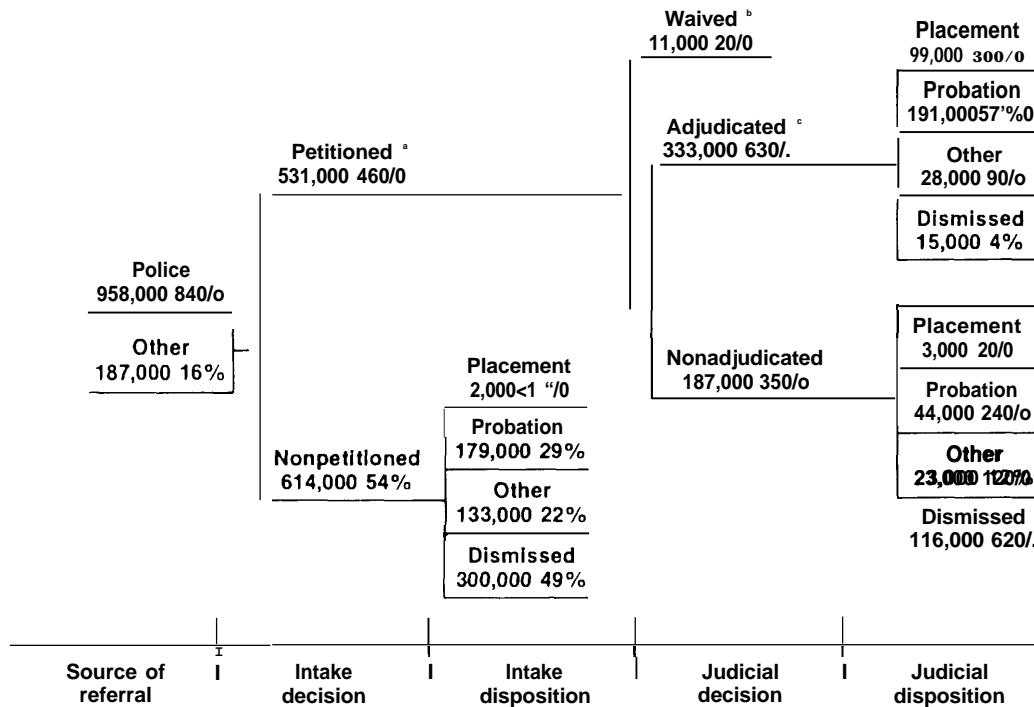 Waived b
11,000 20/0
Placement
99,000 300/0
Probation
191,00057'%0
Adjudicated c
333,000 630/.
Petitioned a
531,000 460/0
Other
28,000 90/o
Dismissed
15,000 4%
Police
958,000 840/o
Other
187,000 16%
Placement
3,000 20/0
Nonadjudicated
187,000 350/o
Placement
2,000<1 “/0
Probation
44,000 240/o
Probation
179,000 29%
Nonpetitioned
614,000 54%
Other
Other
133,000 22%
Dismissed
116,000 620/.
Dismissed
300,000 49%
Source of
referral
Intake
decision
Intake
disposition
Judicial
decision
Judicial
disposition